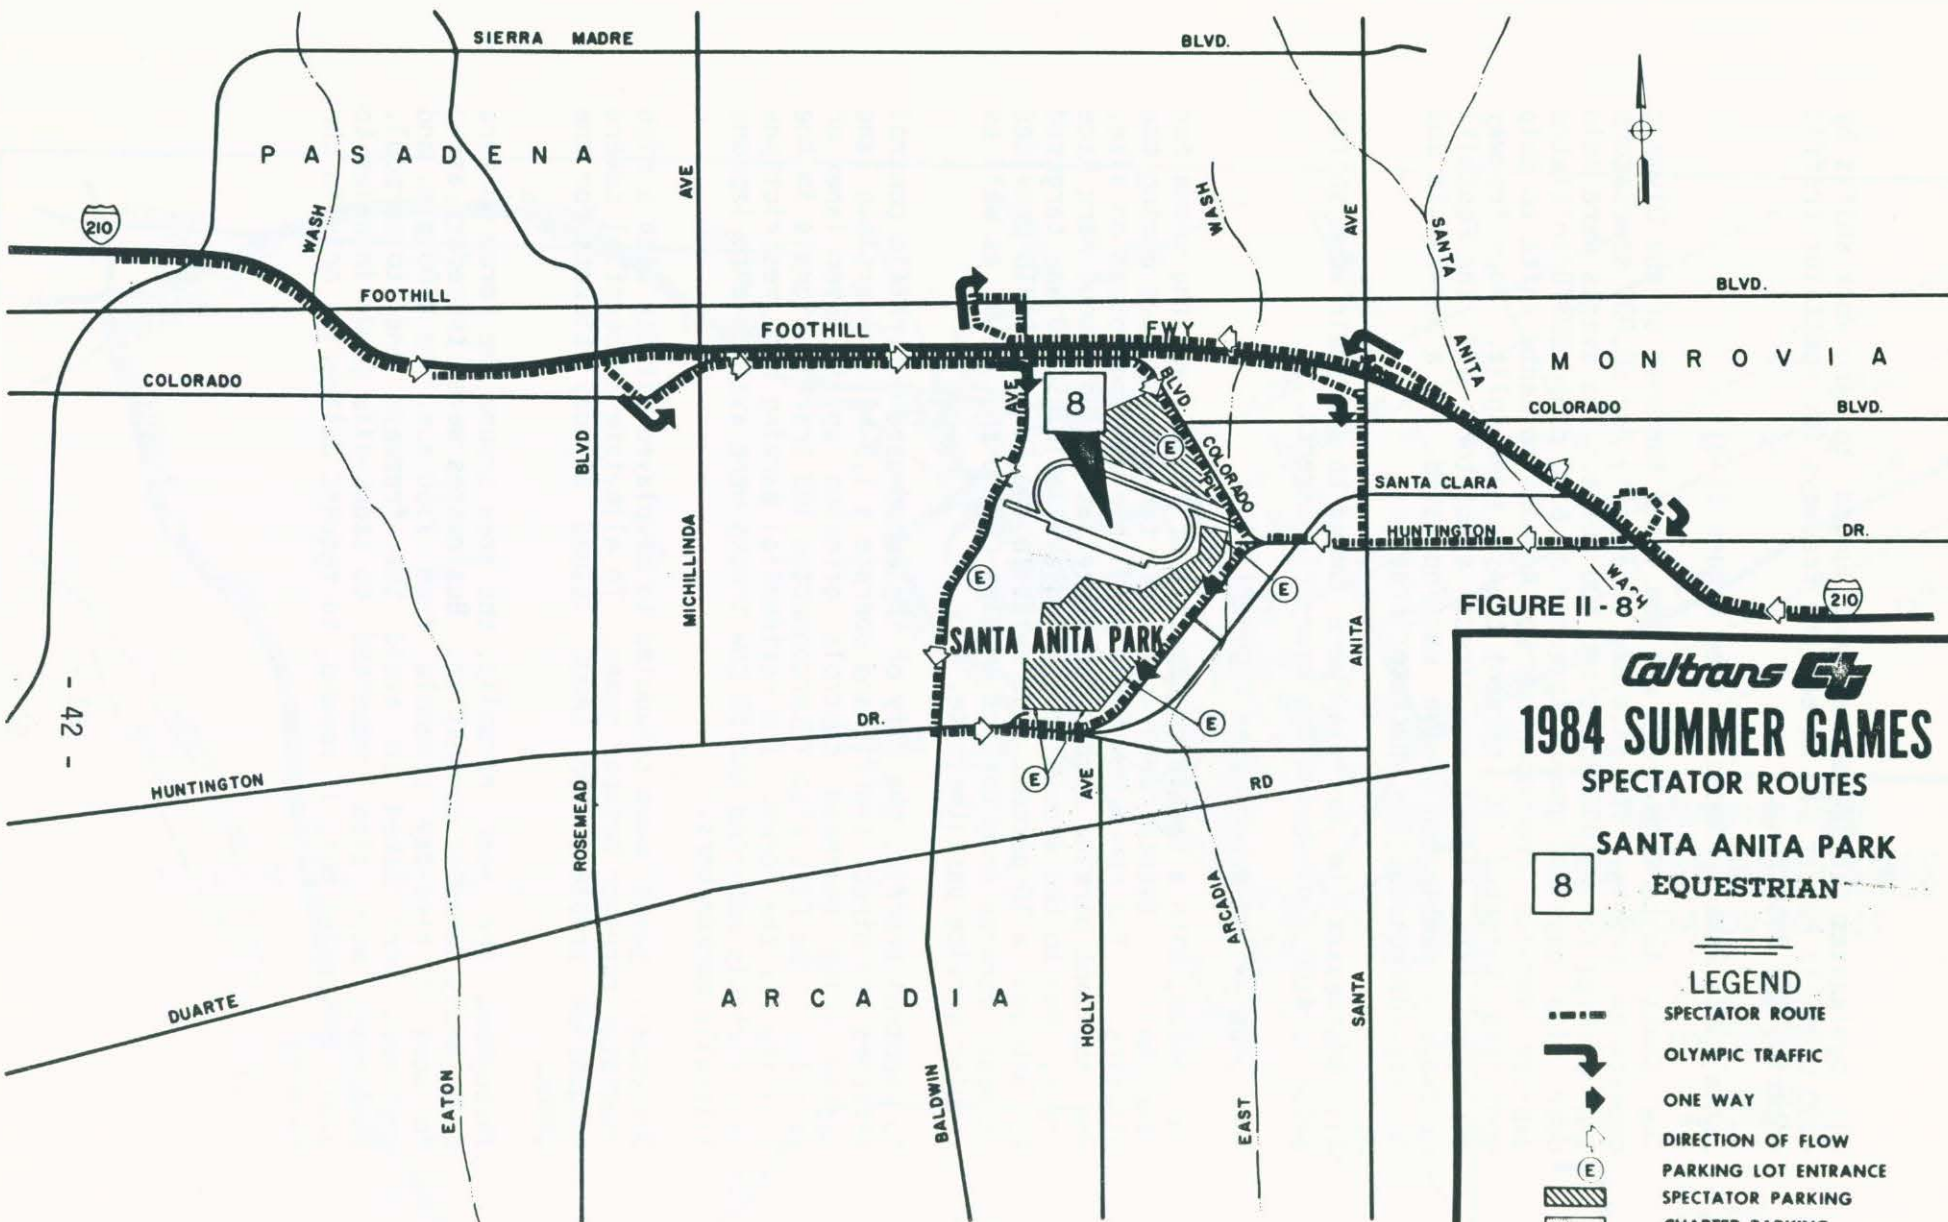 SIERRA MADRE BLVD.
PASADENA
AVE
WASH
WASH
AVE
SANTA
ANITA
WASH
210
FOOTHILL BLVD.
FOOTHILL FWY
MONROVIA
COLORADO
BLVD.
AVE
8
COLORADO BLVD.
COLORADO
PL
E
BLVD
SANTA CLARA
HUNTINGTON DR.
MICHILLINDA
E
E
210
SANTA ANITA PARK
ANITA
DR.
E
E
- 42 -
HUNTINGTON
ROSEMEAD
AVE
RD
DUARTE
ARCADIA
HOLLY
ARCADIA
SANTA
EATON
BALDWIN
EAST
FIGURE II - 8
Caltrans
1984 SUMMER GAMES
SPECTATOR ROUTES
SANTA ANITA PARK
8
EQUESTRIAN
LEGEND
SPECTATOR ROUTE
OLYMPIC TRAFFIC
ONE WAY
DIRECTION OF FLOW
E PARKING LOT ENTRANCE
SPECTATOR PARKING
CHARTER PARKING